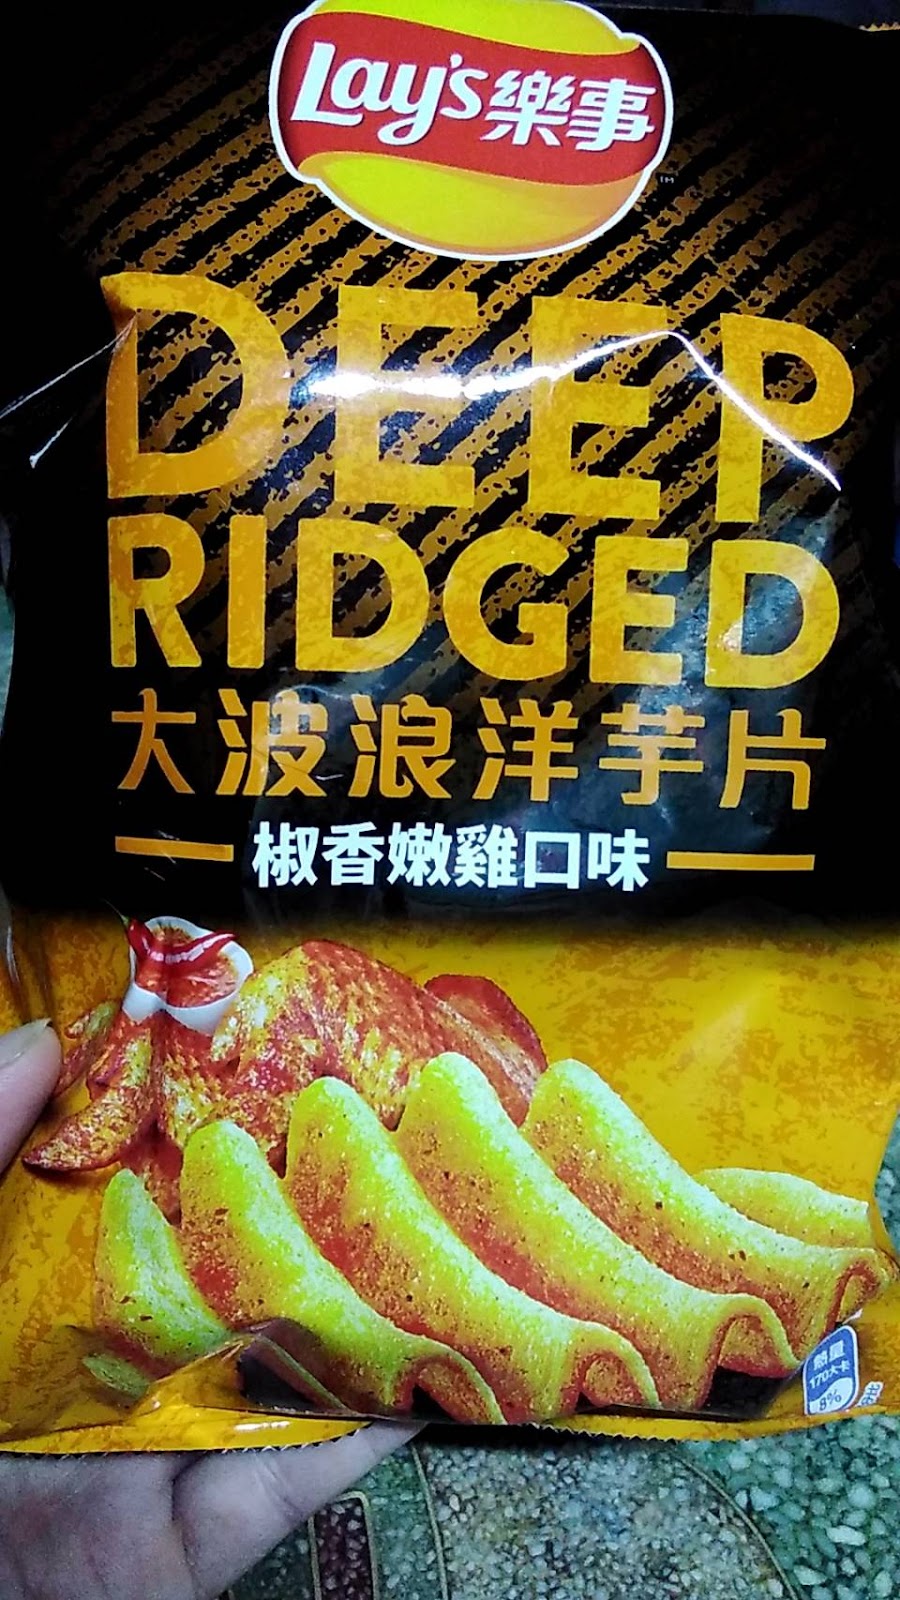 Lay's樂事
TM
DEEP
RIDGED
大波浪洋芋片
椒香嫩雞口味
熱量
170大卡
8%